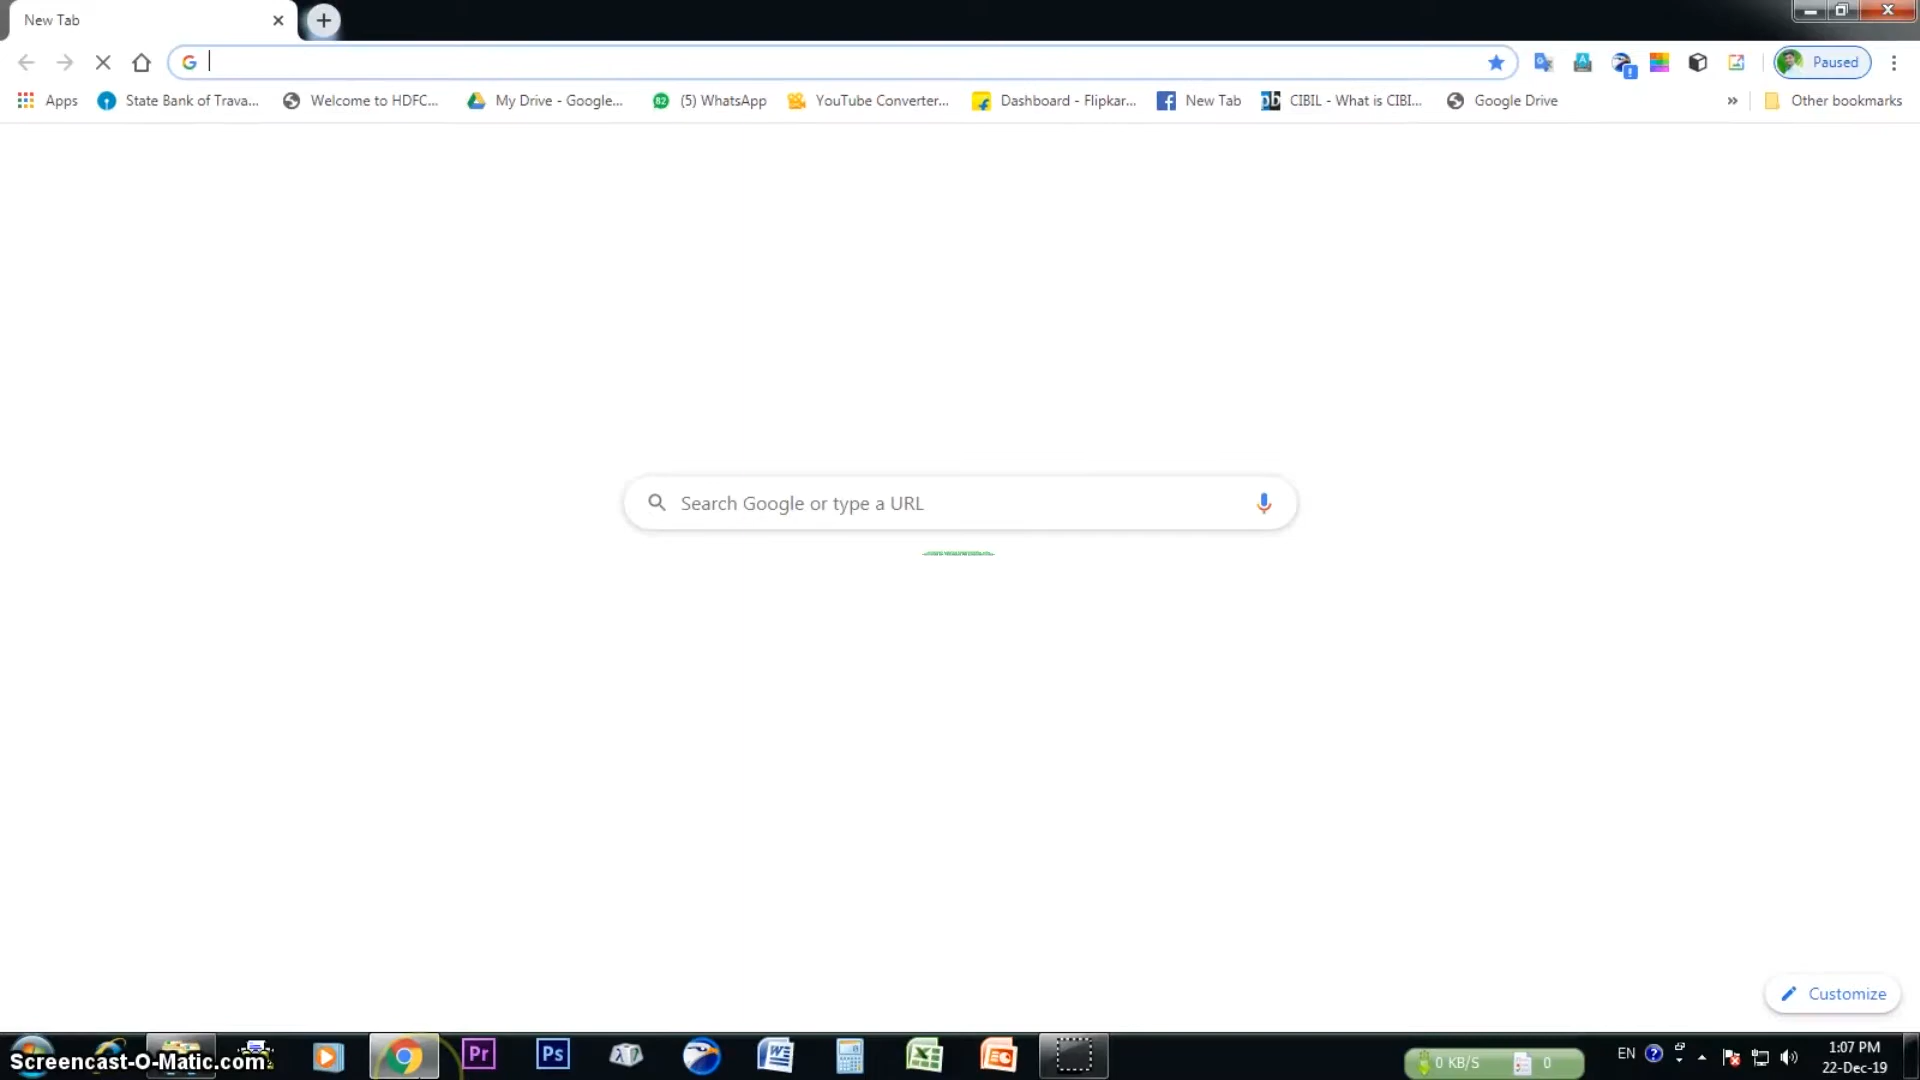 New Tab
Paused
Apps
State Bank of Trava...
Welcome to HDFC...
My Drive - Google...
(5) WhatsApp
YouTube Converter...
Dashboard - Flipkar...
New Tab
CIBIL - What is CIBI...
Google Drive
Other bookmarks
Search Google or type a URL
Customize
Screencast-O-Matic.com
Pr
Ps
0 KB/S
0
EN
1:07 PM
22-Dec-19